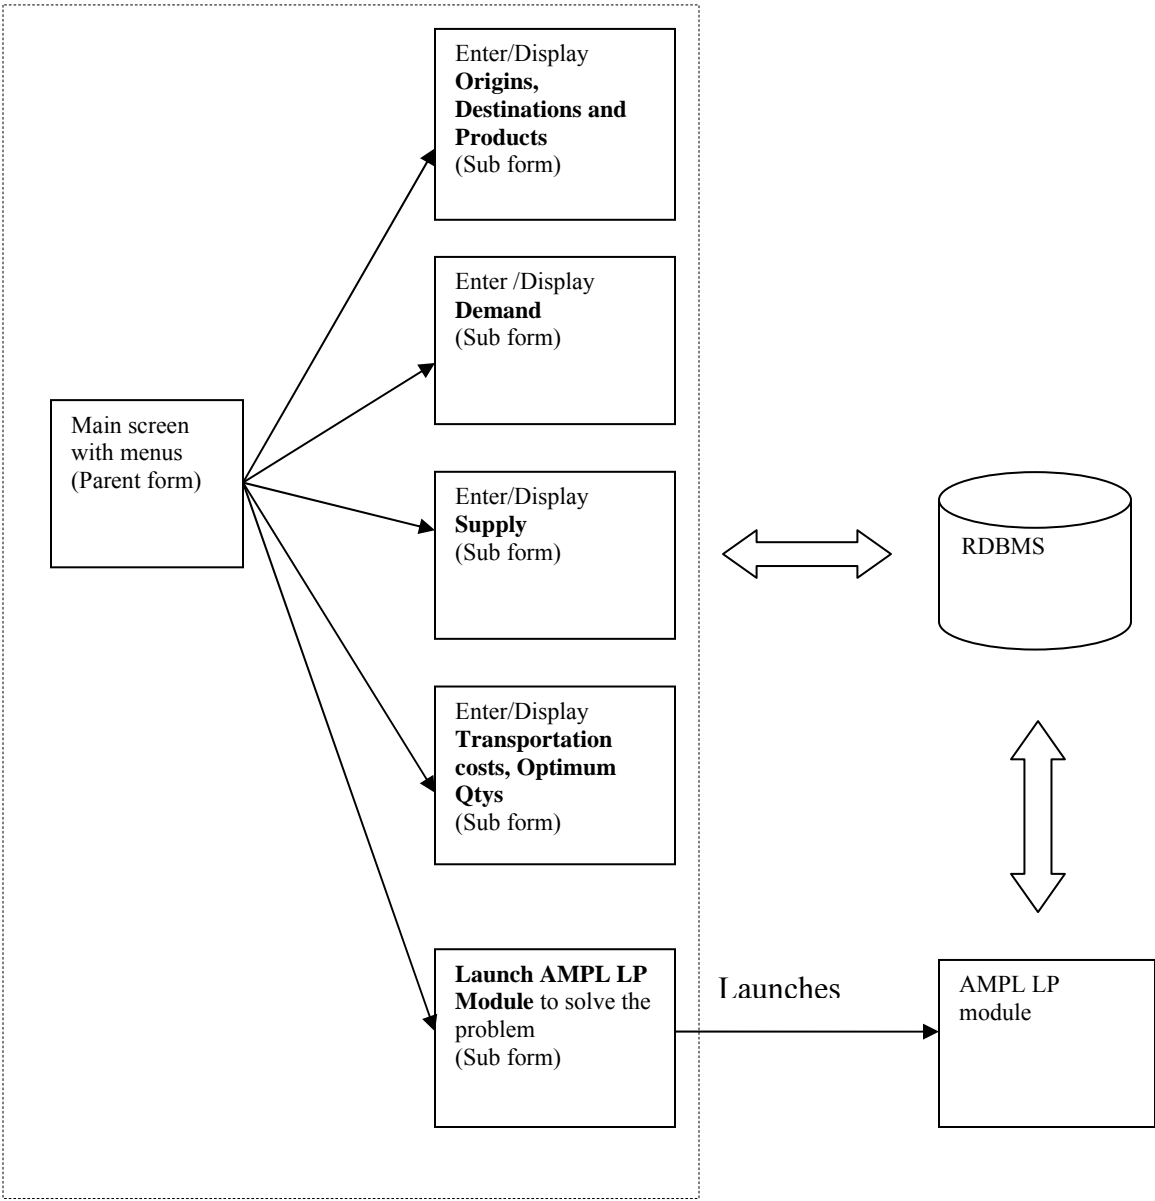 Enter/Display
Origins,
Destinations and
Products
(Sub form)
Enter /Display
Demand
(Sub form)
Main screen
with menus
(Parent form)
Enter/Display
Supply
(Sub form)
RDBMS
Enter/Display
Transportation
costs, Optimum
Qtys
(Sub form)
Launch AMPL LP
Module to solve the
problem
(Sub form)
Launches
AMPL LP
module